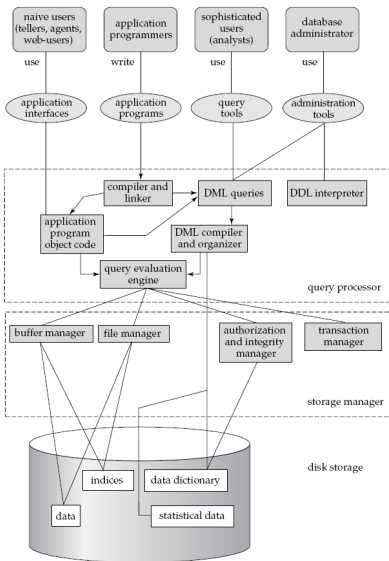 naive users
(tellers, agents,
web-users)
application
programmers
sophisticated
users
(analysts)
database
administrator
use
write
use
use
application
interfaces
application
programs
query
tools
administration
tools
compiler and
linker
DML queries
DDL interpreter
application
program
object code
DML compiler
and organizer
query evaluation
engine
query processor
buffer manager
file manager
authorization
and integrity
manager
transaction
manager
storage manager
disk storage
indices
data dictionary
data
statistical data